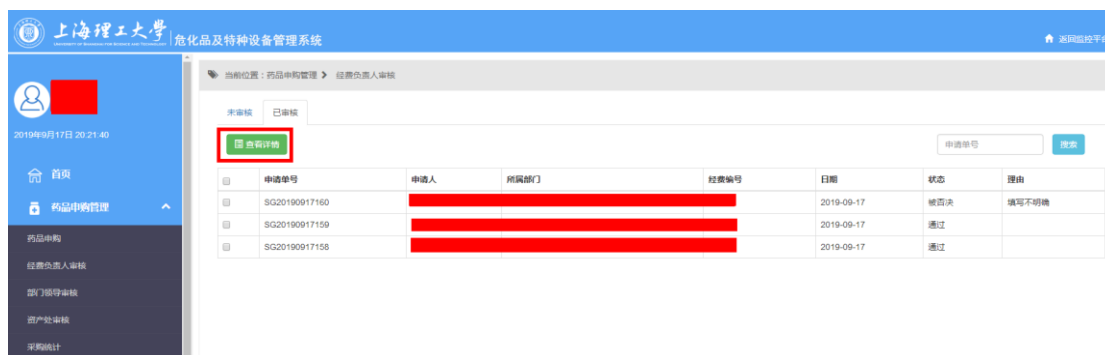 上海理工大學
UNIVERSITY OF SHANGHAI FOR SCIENCE AND TECHNOLOGY
危化品及特种设备管理系统
返回监控平台
2019年9月17日 20:21:40
首页
药品申购管理
药品申购
经费负责人审核
部门领导审核
资产处审核
采购统计
当前位置:药品申购管理 > 经费负责人审核
未审核 已审核
查看详情 申请单号 搜索
申请单号 申请人 所属部门 经费编号 日期 状态 理由
SG20190917160 2019-09-17 被否决 填写不明确
SG20190917159 2019-09-17 通过
SG20190917158 2019-09-17 通过